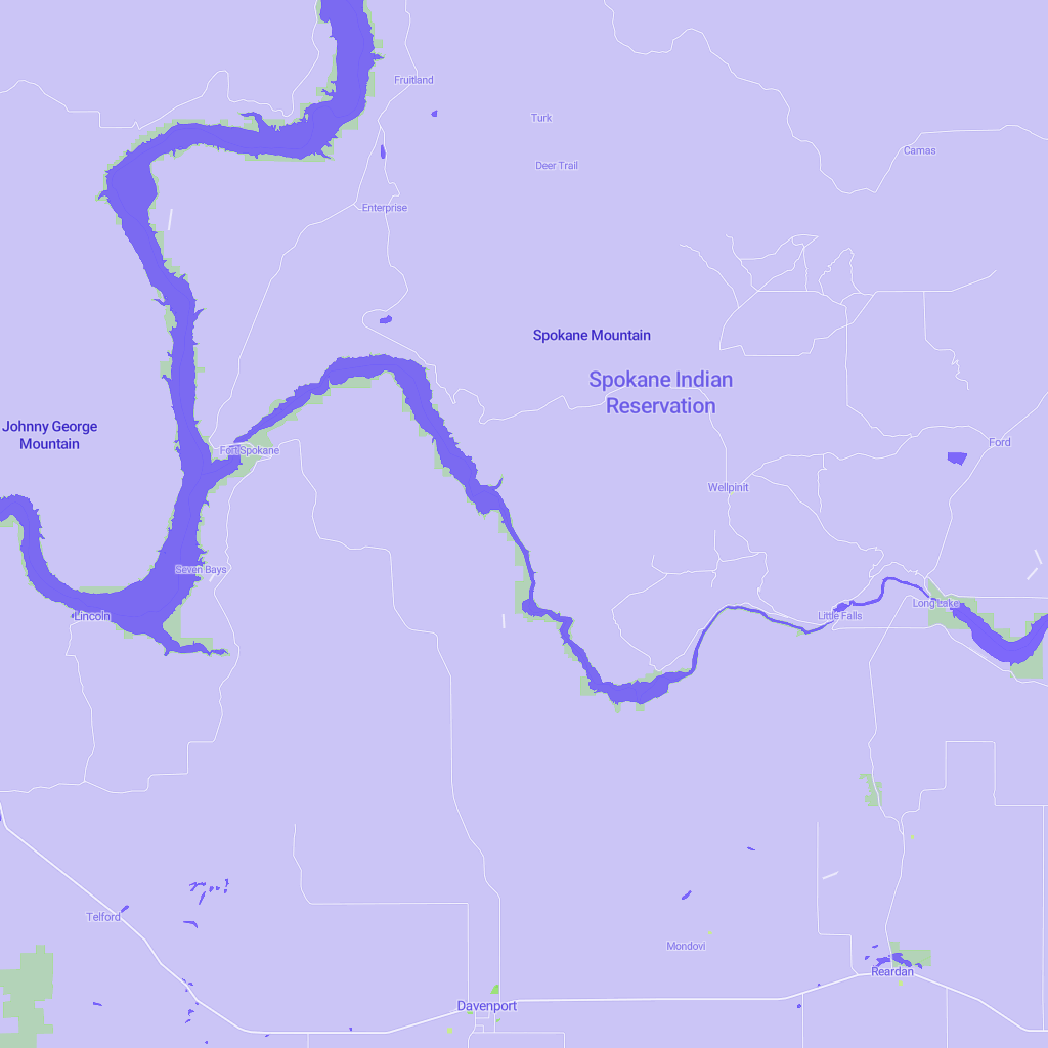 Fruitland
Turk
Camas
Deer Trail
Enterprise
Spokane Mountain
Spokane Indian
Reservation
Johnny George
Mountain
Ford
Fort Spokane
Wellpinit
Seven Bays
Long Lake
Lincoln
Little Falls
Telford
Mondovi
Reardan
Davenport